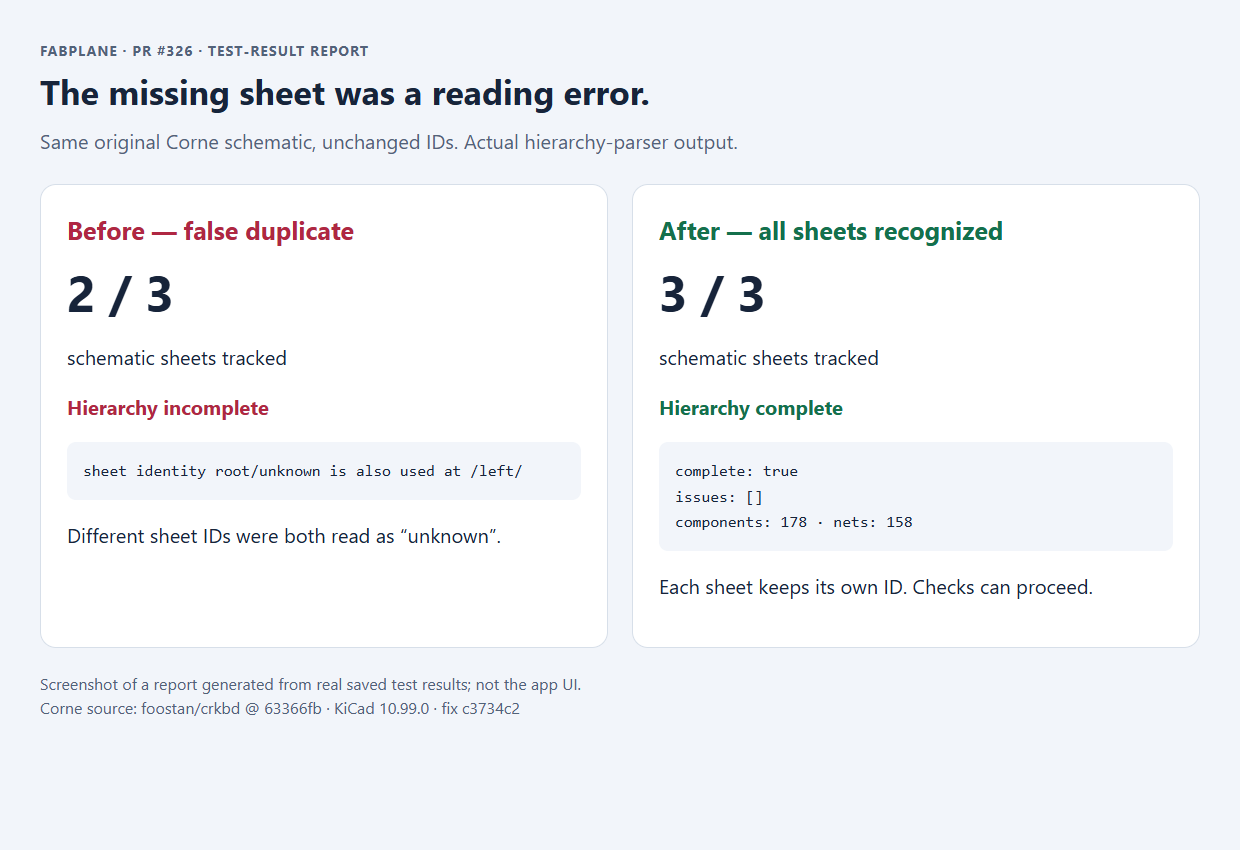 FABPLANE · PR #326 · TEST-RESULT REPORT
The missing sheet was a reading error.
Same original Corne schematic, unchanged IDs. Actual hierarchy-parser output.
Before — false duplicate
2 / 3
schematic sheets tracked
Hierarchy incomplete
sheet identity root/unknown is also used at /left/
Different sheet IDs were both read as “unknown”.
After — all sheets recognized
3 / 3
schematic sheets tracked
Hierarchy complete
complete: true
issues: []
components: 178 · nets: 158
Each sheet keeps its own ID. Checks can proceed.
Screenshot of a report generated from real saved test results; not the app UI.
Corne source: foostan/crkbd @ 63366fb · KiCad 10.99.0 · fix c3734c2